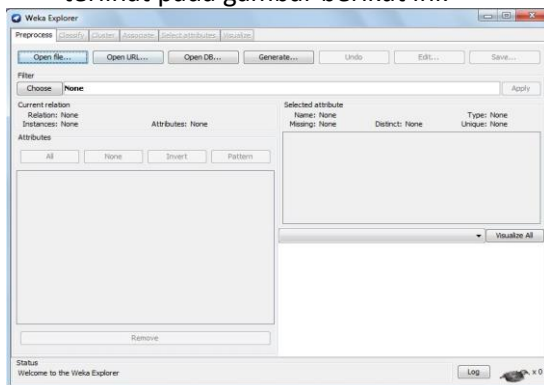 terlihat pada gambar berikut ini.
Weka Explorer
Preprocess Classify Cluster Associate Select attributes Visualize
Open file... Open URL... Open DB... Generate... Undo Edit... Save...
Filter
Choose None Apply
Current relation
Relation: None
Instances: None Attributes: None
Attributes
All None Invert Pattern
Remove
Selected attribute
Name: None Type: None
Missing: None Distinct: None Unique: None
Visualize All
Status
Welcome to the Weka Explorer
Log x 0